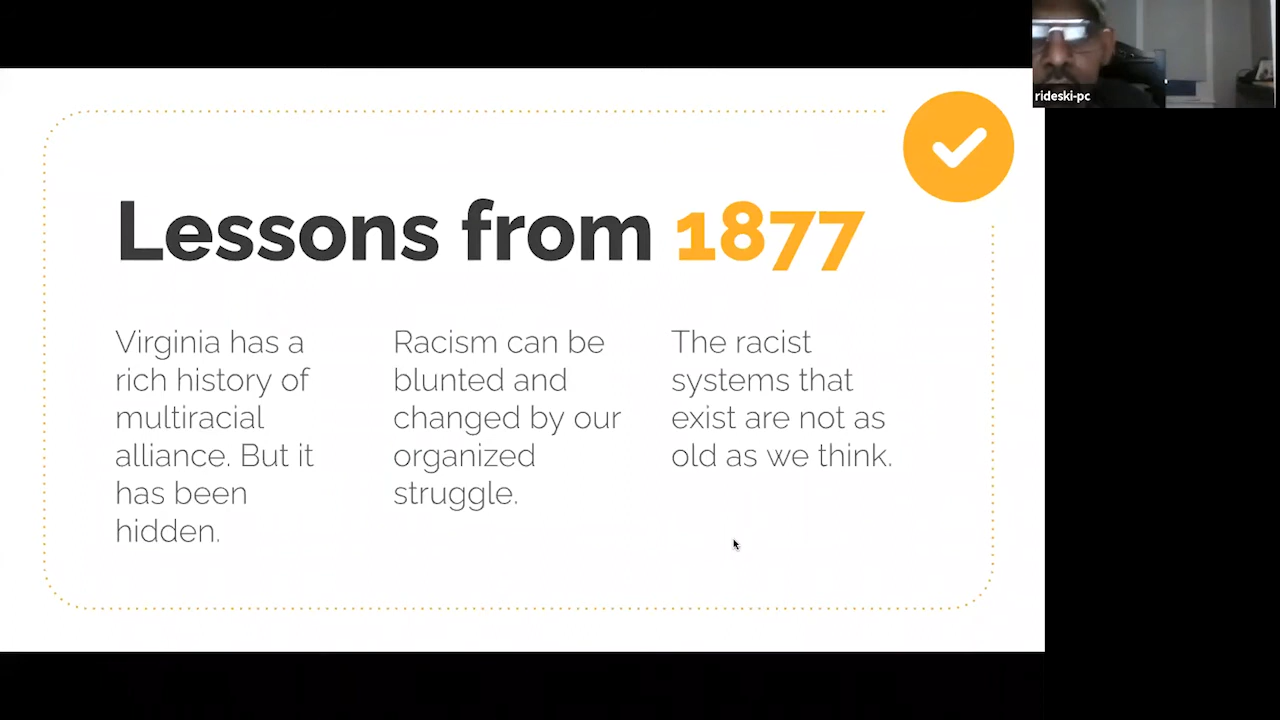 rideski-pc
Lessons from 1877
Virginia has a
rich history of
multiracial
alliance. But it
has been
hidden.
Racism can be
blunted and
changed by our
organized
struggle.
The racist
systems that
exist are not as
old as we think.